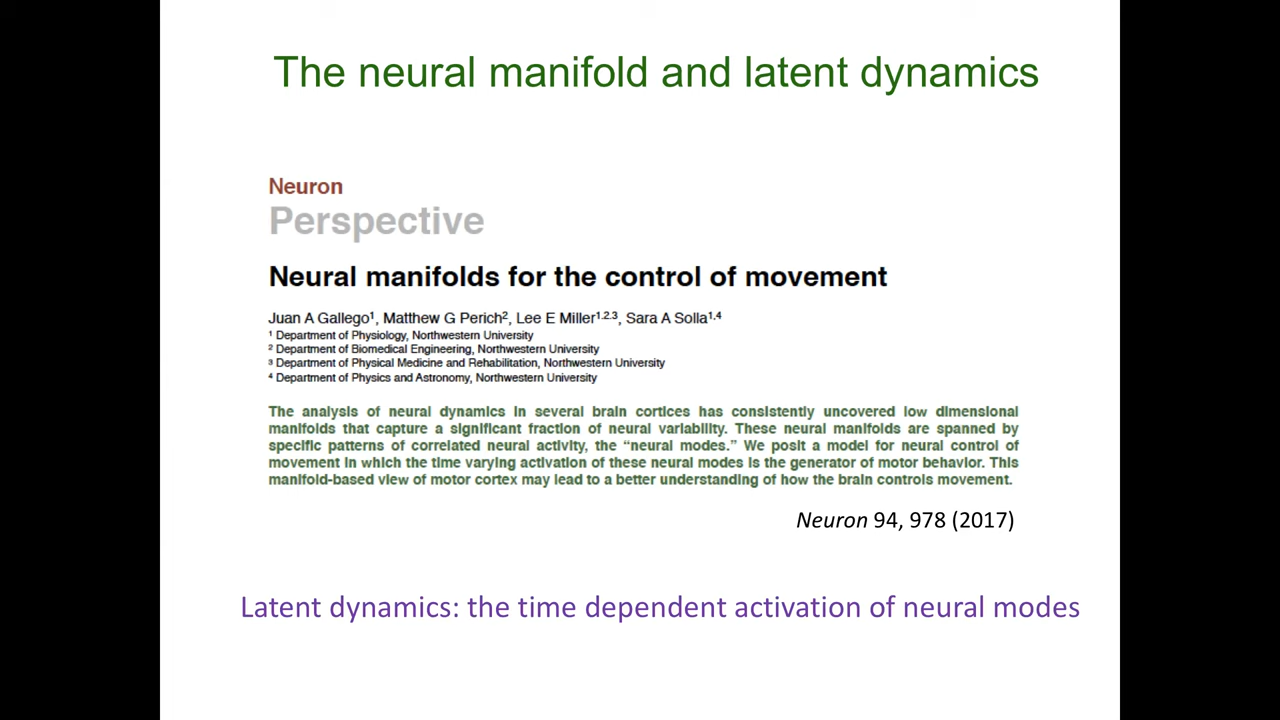 The neural manifold and latent dynamics
Neuron
Perspective
Neural manifolds for the control of movement
Juan A Gallego¹, Matthew G Perich², Lee E Miller¹·²·³, Sara A Solla¹·⁴
¹ Department of Physiology, Northwestern University
² Department of Biomedical Engineering, Northwestern University
³ Department of Physical Medicine and Rehabilitation, Northwestern University
⁴ Department of Physics and Astronomy, Northwestern University
The analysis of neural dynamics in several brain cortices has consistently uncovered low dimensional
manifolds that capture a significant fraction of neural variability. These neural manifolds are spanned by
specific patterns of correlated neural activity, the “neural modes.” We posit a model for neural control of
movement in which the time varying activation of these neural modes is the generator of motor behavior. This
manifold-based view of motor cortex may lead to a better understanding of how the brain controls movement.
Neuron 94, 978 (2017)
Latent dynamics: the time dependent activation of neural modes